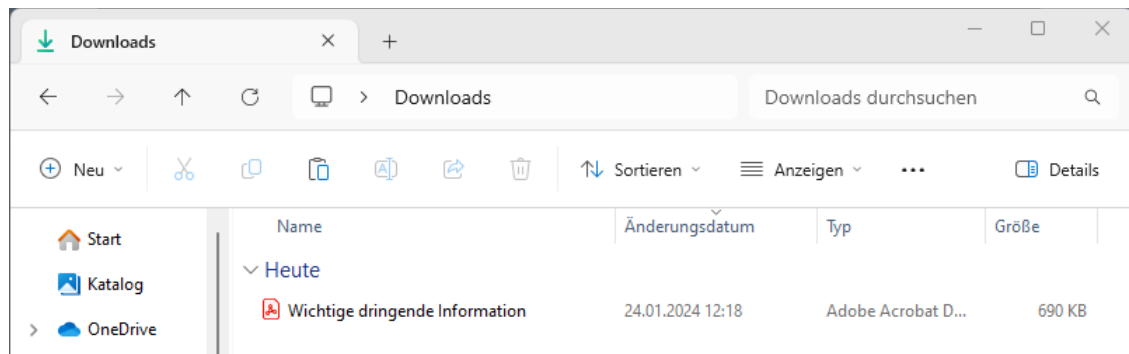 Downloads
Downloads
Downloads durchsuchen
Neu
Sortieren
Anzeigen
Details
Start
Katalog
OneDrive
Name
Änderungsdatum
Typ
Größe
Heute
Wichtige dringende Information
24.01.2024 12:18
Adobe Acrobat D...
690 KB